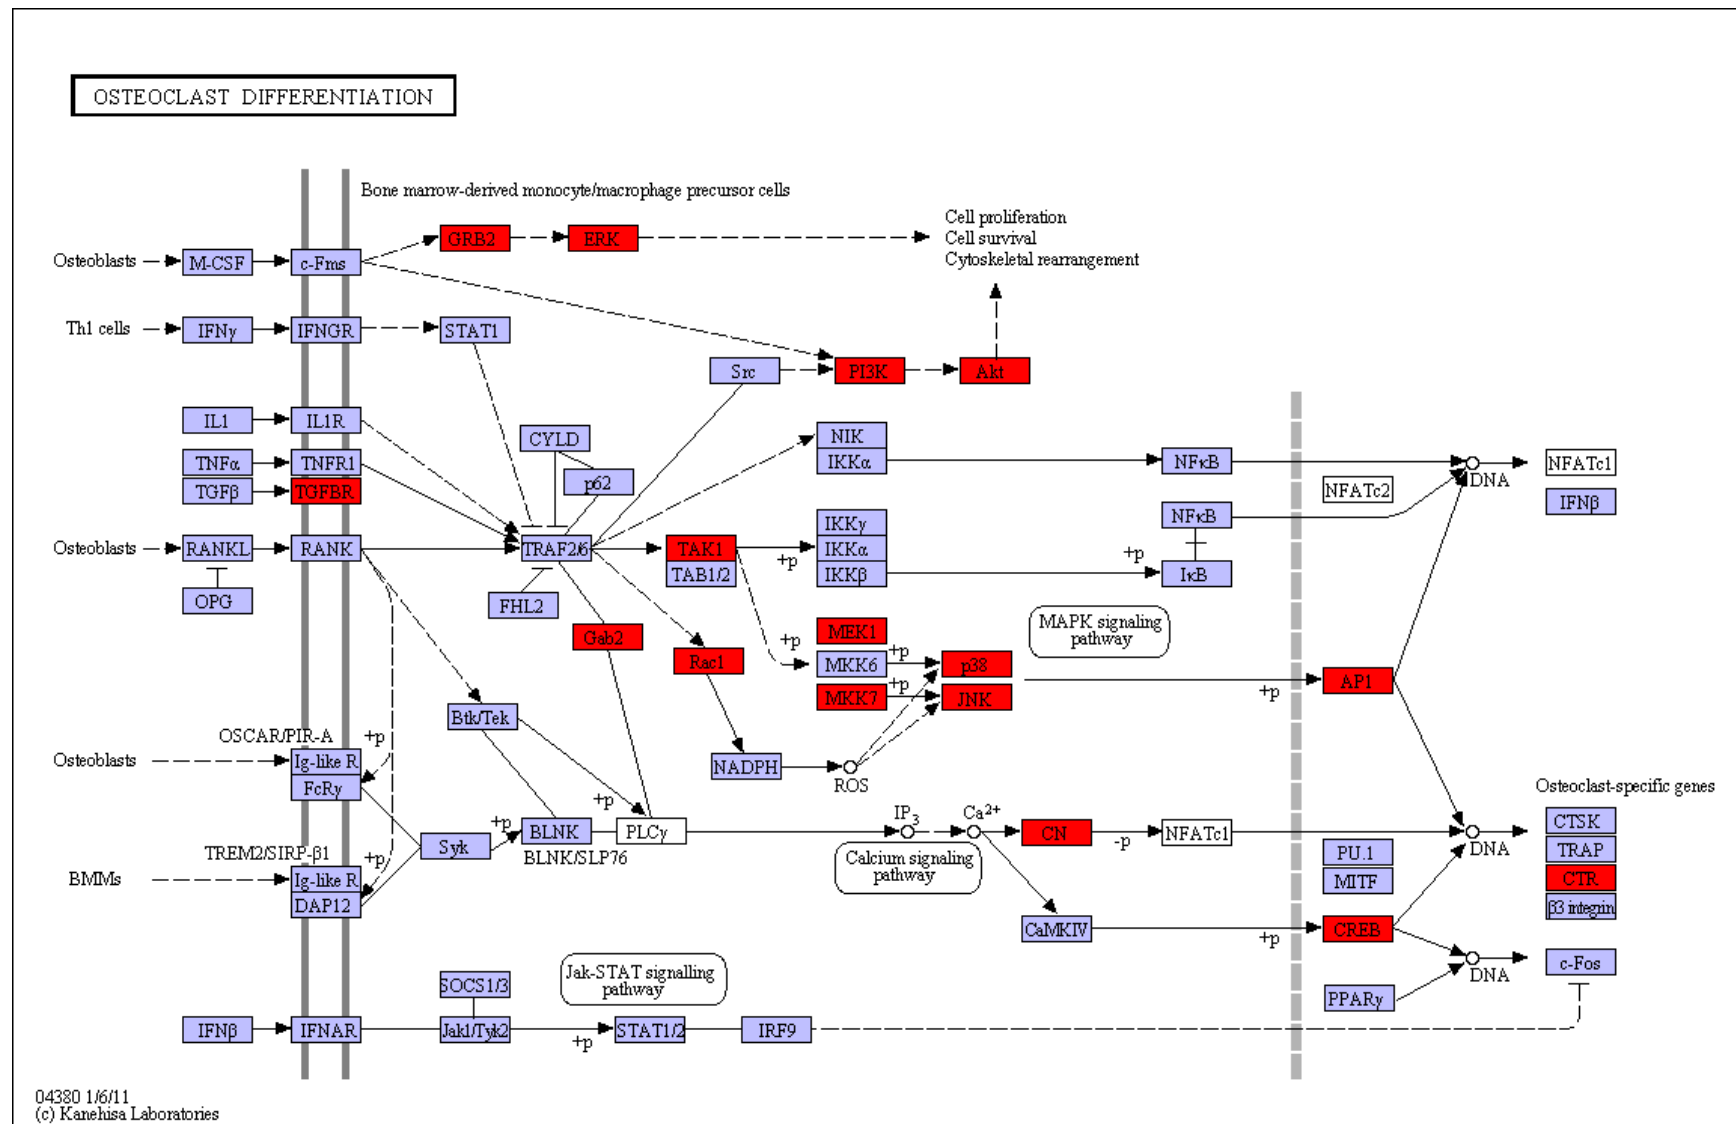 OSTEOCLAST DIFFERENTIATION
Bone marrow-derived monocyte/macrophage precursor cells
Cell proliferation
Cell survival
Cytoskeletal rearrangement
GRB2
ERK
Osteoblasts
M-CSF
c-Fms
Th1 cells
IFNγ
IFNGR
STAT1
Src
PI3K
Akt
IL1
IL1R
CYLD
NIK
IKKα
NFκB
DNA
NFATc1
TNFα
TNFR1
p62
TGFβ
TGFBR
NFATc2
IFNβ
IKKγ
NFκB
Osteoblasts
RANKL
RANK
TRAF2/6
TAK1
+p
IKKα
+p
TAB1/2
IKKβ
IκB
OPG
FHL2
Gab2
MEK1
MAPK signaling
pathway
+p
Rac1
MKK6
+p
p38
AP1
MKK7
+p
JNK
+p
Btk/Tek
OSCAR/PIR-A
+p
Osteoblasts
Ig-like R
FcRγ
NADPH
ROS
Osteoclast-specific genes
+p
IP3
Ca2+
CTSK
+p
BLNK
PLCγ
CN
-p
NFATc1
DNA
Syk
BLNK/SLP76
TREM2/SIRP-β1
+p
Calcium signaling
pathway
PU.1
TRAP
BMMs
Ig-like R
MITF
CTR
DAP12
β3 integrin
CaMKIV
+p
CREB
Jak-STAT signalling
pathway
DNA
c-Fos
SOCS1/3
PPARγ
IFNβ
IFNAR
Jak1/Tyk2
+p
STAT1/2
IRF9
04380 1/6/11
(c) Kanehisa Laboratories